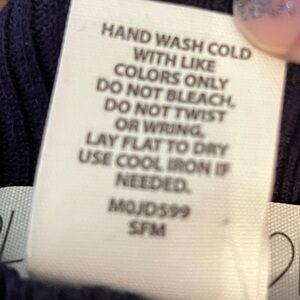 HAND WASH COLD
WITH LIKE
COLORS ONLY
DO NOT BLEACH,
DO NOT TWIST
OR WRING,
LAY FLAT TO DRY
USE COOL IRON IF
NEEDED.
M0JD599
SFM